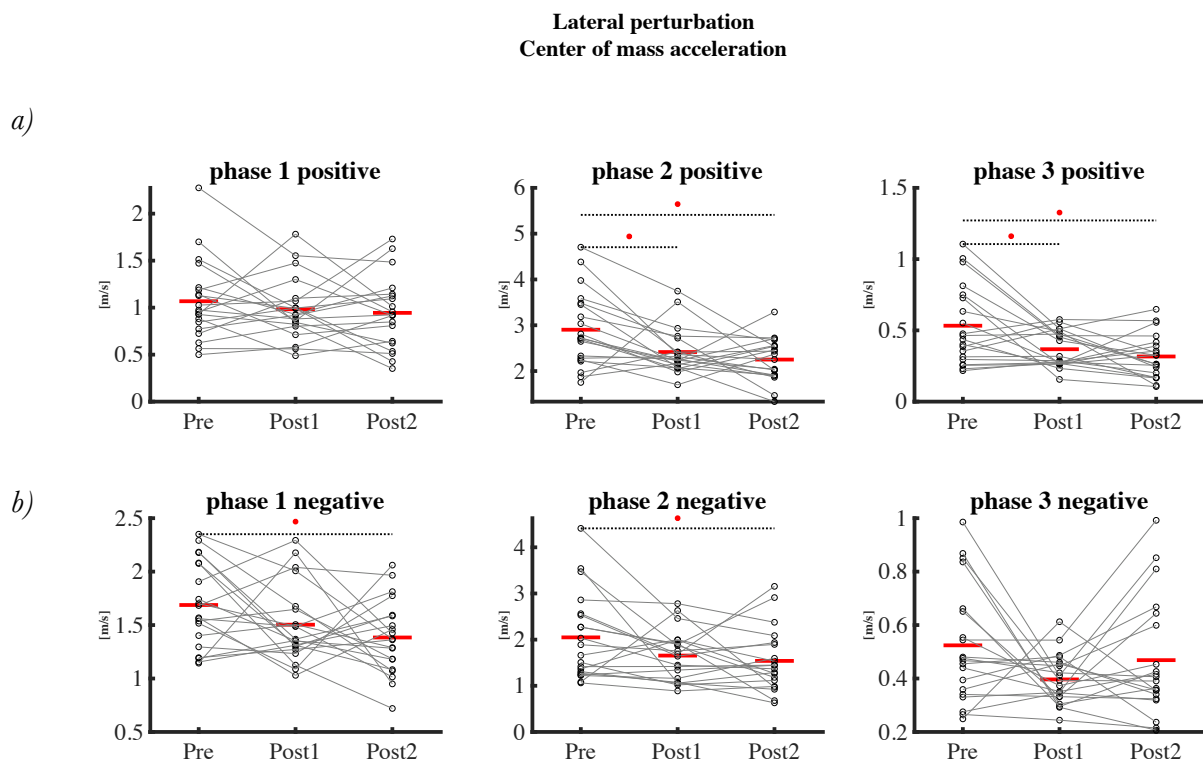 Lateral perturbation
Center of mass acceleration
a)
phase 1 positive
[m/s]
2
1.5
1
0.5
0
Pre Post1 Post2
phase 2 positive
[m/s]
6
5
4
3
2
Pre Post1 Post2
phase 3 positive
[m/s]
1.5
1
0.5
0
Pre Post1 Post2
b)
phase 1 negative
[m/s]
2.5
2
1.5
1
0.5
Pre Post1 Post2
phase 2 negative
[m/s]
4
3
2
1
0
Pre Post1 Post2
phase 3 negative
[m/s]
1
0.8
0.6
0.4
0.2
Pre Post1 Post2